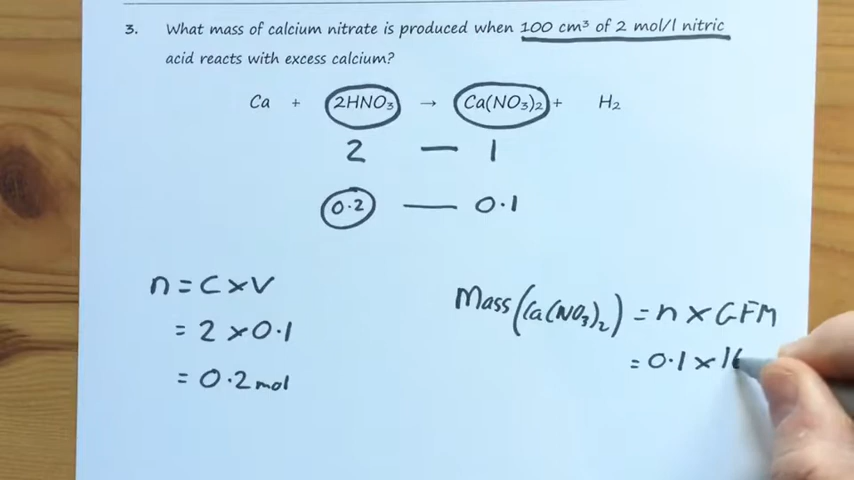 3. What mass of calcium nitrate is produced when 100 cm³ of 2 mol/l nitric
acid reacts with excess calcium?
Ca + 2HNO₃ → Ca(NO₃)₂ + H₂
2 — 1
0.2 — 0.1
n = C × V
= 2 × 0.1
= 0.2 mol
Mass (Ca(NO₃)₂) = n × GFM
= 0.1 × 16